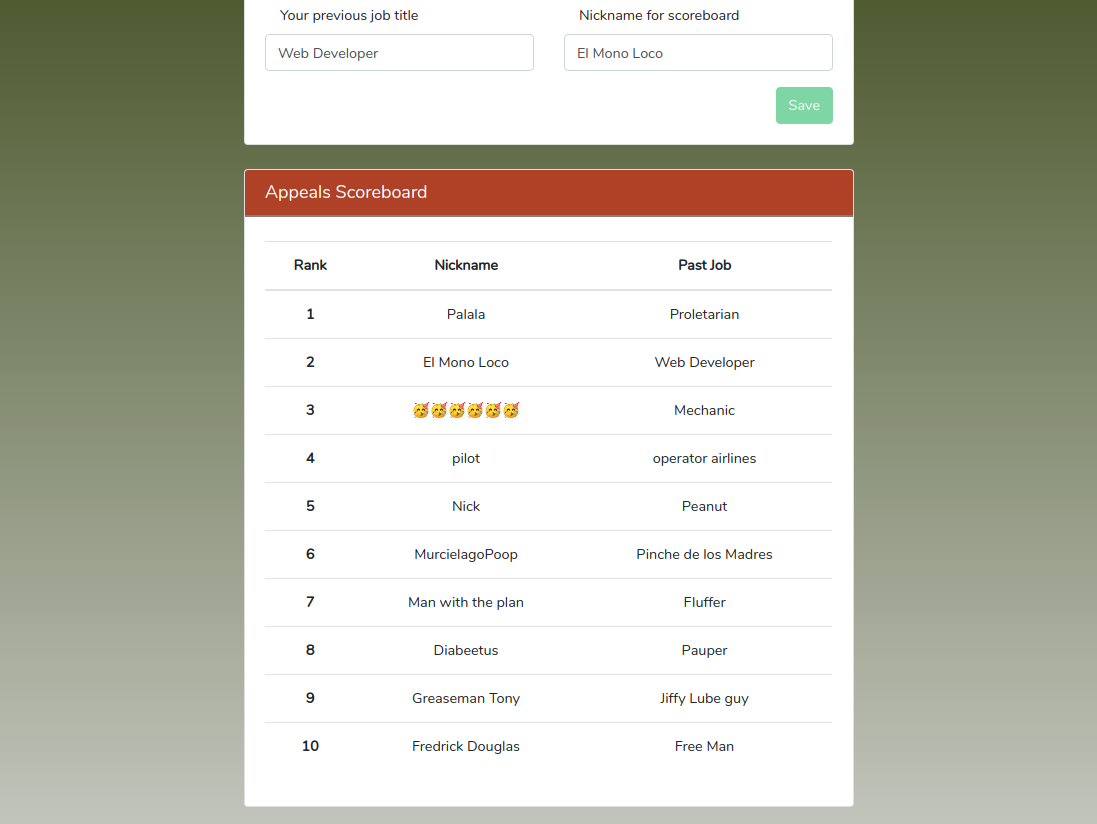 Your previous job title Nickname for scoreboard
Web Developer El Mono Loco
Save
Appeals Scoreboard
Rank Nickname Past Job
1 Palala Proletarian
2 El Mono Loco Web Developer
3 🥳🥳🥳🥳🥳🥳 Mechanic
4 pilot operator airlines
5 Nick Peanut
6 MurcielagoPoop Pinche de los Madres
7 Man with the plan Fluffer
8 Diabeetus Pauper
9 Greaseman Tony Jiffy Lube guy
10 Fredrick Douglas Free Man